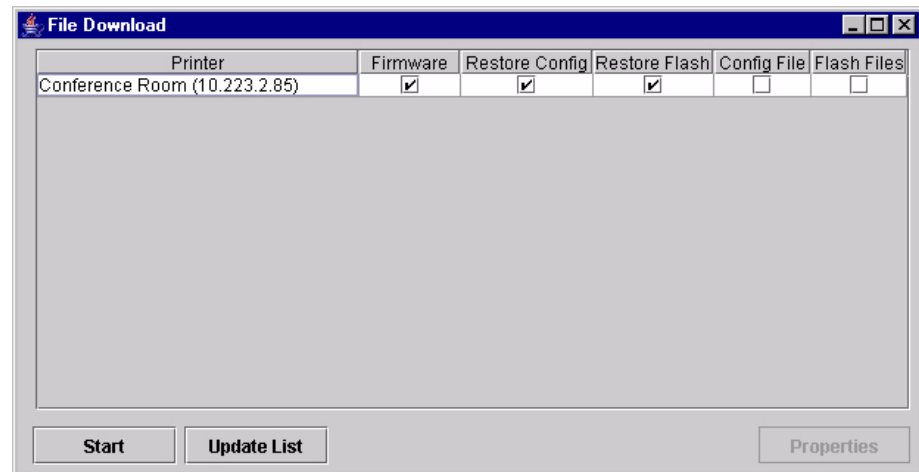 File Download
Printer Firmware Restore Config Restore Flash Config File Flash Files
Conference Room (10.223.2.85)
Start Update List Properties